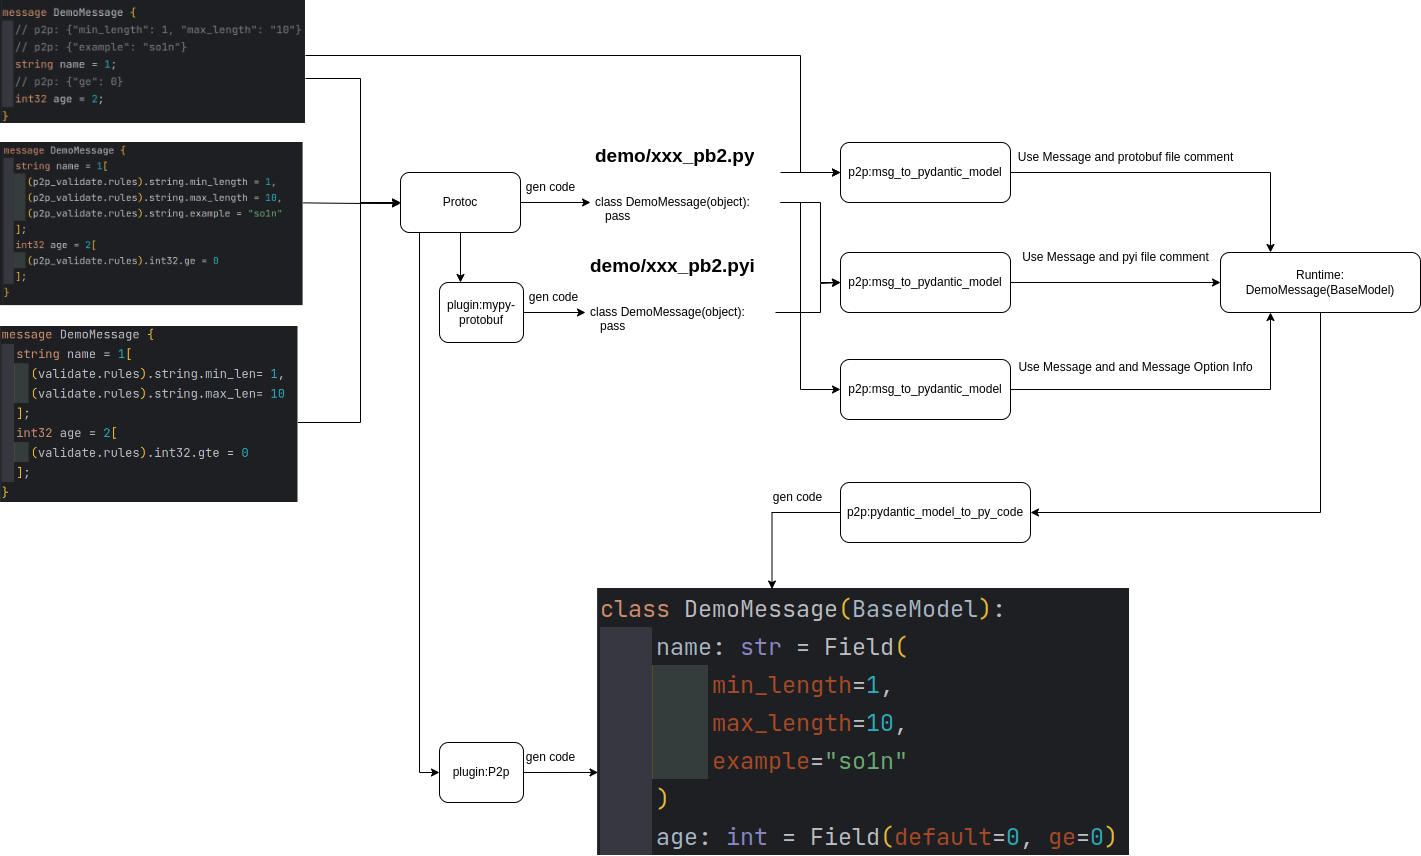 message DemoMessage {
// p2p: {"min_length": 1, "max_length": "10"}
// p2p: {"example": "so1n"}
string name = 1;
// p2p: {"ge": 0}
int32 age = 2;
}
message DemoMessage {
string name = 1[
(p2p_validate.rules).string.min_length = 1,
(p2p_validate.rules).string.max_length = 10,
(p2p_validate.rules).string.example = "so1n"
];
int32 age = 2[
(p2p_validate.rules).int32.ge = 0
];
}
message DemoMessage {
string name = 1[
(validate.rules).string.min_len= 1,
(validate.rules).string.max_len= 10
];
int32 age = 2[
(validate.rules).int32.gte = 0
];
}
Protoc
gen code
demo/xxx_pb2.py
class DemoMessage(object):
pass
plugin:mypy-
protobuf
gen code
demo/xxx_pb2.pyi
class DemoMessage(object):
pass
p2p:msg_to_pydantic_model
Use Message and protobuf file comment
p2p:msg_to_pydantic_model
Use Message and pyi file comment
p2p:msg_to_pydantic_model
Use Message and and Message Option Info
Runtime:
DemoMessage(BaseModel)
gen code
p2p:pydantic_model_to_py_code
plugin:P2p
gen code
class DemoMessage(BaseModel):
name: str = Field(
min_length=1,
max_length=10,
example="so1n"
)
age: int = Field(default=0, ge=0)